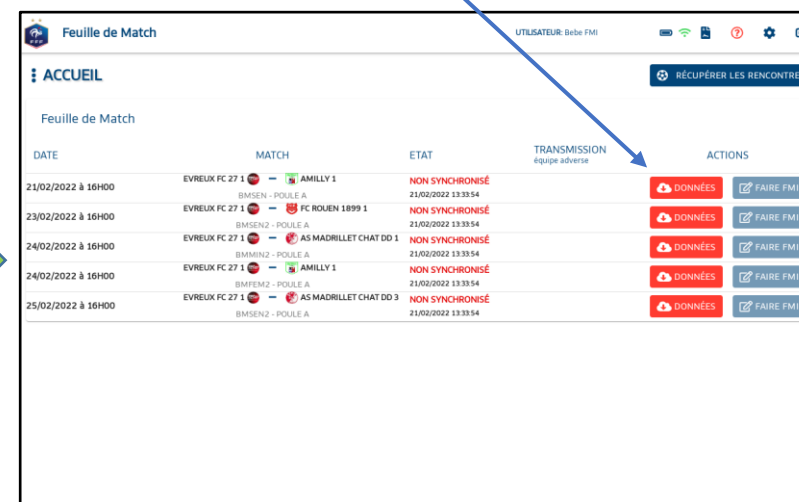 Feuille de Match
UTILISATEUR: Bebe FMI
ACCUEIL
RÉCUPÉRER LES RENCONTRE
Feuille de Match
DATE MATCH ETAT TRANSMISSION ACTIONS
équipe adverse
21/02/2022 à 16H00 EVREUX FC 27 1 — AMILLY 1 NON SYNCHRONISÉ DONNÉES FAIRE FMI
BMSEN - POULE A 21/02/2022 13:33:54
23/02/2022 à 16H00 EVREUX FC 27 1 — FC ROUEN 1899 1 NON SYNCHRONISÉ DONNÉES FAIRE FMI
BMSEN2 - POULE A 21/02/2022 13:33:54
24/02/2022 à 16H00 EVREUX FC 27 1 — AS MADRILLET CHAT DD 1 NON SYNCHRONISÉ DONNÉES FAIRE FMI
BMMIN2 - POULE A 21/02/2022 13:33:54
24/02/2022 à 16H00 EVREUX FC 27 1 — AMILLY 1 NON SYNCHRONISÉ DONNÉES FAIRE FMI
BMFEM2 - POULE A 21/02/2022 13:33:54
25/02/2022 à 16H00 EVREUX FC 27 1 — AS MADRILLET CHAT DD 3 NON SYNCHRONISÉ DONNÉES FAIRE FMI
BMSEN2 - POULE A 21/02/2022 13:33:54